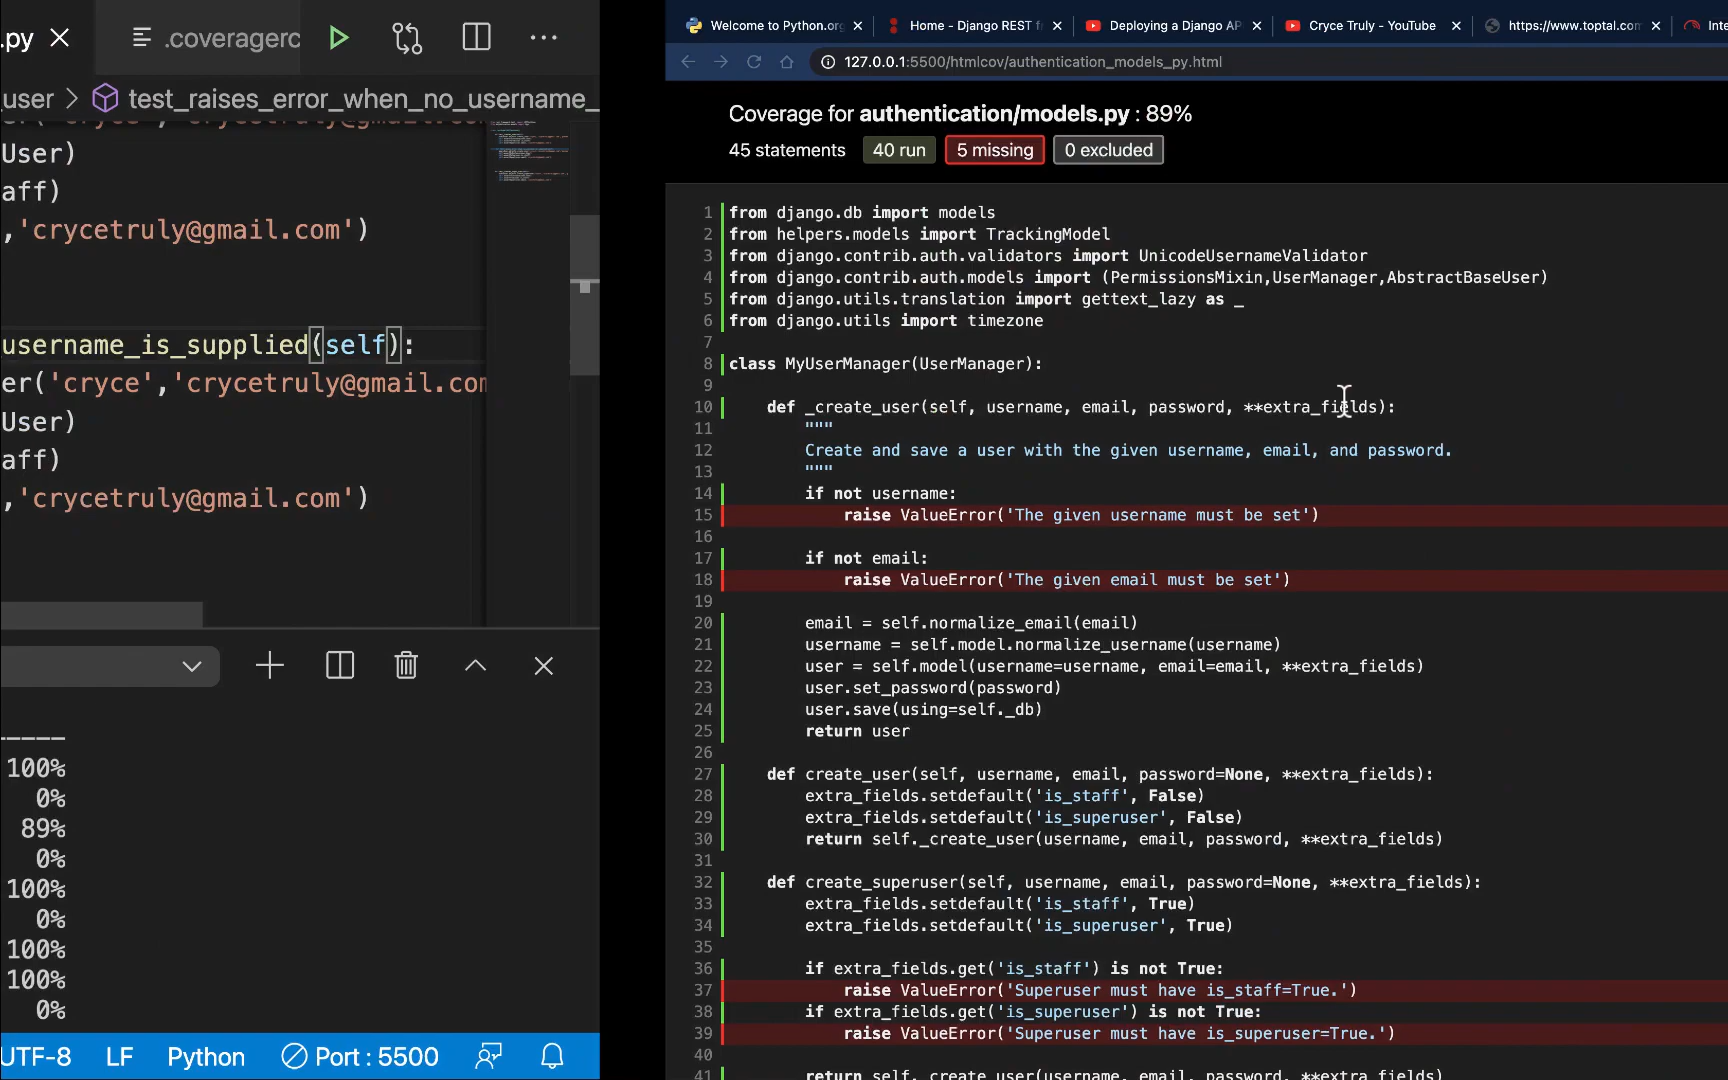 .py
.coveragerc
user > test_raises_error_when_no_username_
User)
aff)
,'crycetruly@gmail.com')
username_is_supplied(self):
er('cryce','crycetruly@gmail.com
User)
aff)
,'crycetruly@gmail.com')
100%
0%
89%
0%
100%
0%
100%
100%
0%
UTF-8 LF Python Port : 5500
Welcome to Python.org
Home - Django REST f
Deploying a Django AP
Cryce Truly - YouTube
https://www.toptal.com
127.0.0.1:5500/htmlcov/authentication_models_py.html
Coverage for authentication/models.py : 89%
45 statements 40 run 5 missing 0 excluded
1 from django.db import models
2 from helpers.models import TrackingModel
3 from django.contrib.auth.validators import UnicodeUsernameValidator
4 from django.contrib.auth.models import (PermissionsMixin,UserManager,AbstractBaseUser)
5 from django.utils.translation import gettext_lazy as _
6 from django.utils import timezone
7
8 class MyUserManager(UserManager):
9
10 def _create_user(self, username, email, password, **extra_fields):
11 """
12 Create and save a user with the given username, email, and password.
13 """
14 if not username:
15 raise ValueError('The given username must be set')
16
17 if not email:
18 raise ValueError('The given email must be set')
19
20 email = self.normalize_email(email)
21 username = self.model.normalize_username(username)
22 user = self.model(username=username, email=email, **extra_fields)
23 user.set_password(password)
24 user.save(using=self._db)
25 return user
26
27 def create_user(self, username, email, password=None, **extra_fields):
28 extra_fields.setdefault('is_staff', False)
29 extra_fields.setdefault('is_superuser', False)
30 return self._create_user(username, email, password, **extra_fields)
31
32 def create_superuser(self, username, email, password=None, **extra_fields):
33 extra_fields.setdefault('is_staff', True)
34 extra_fields.setdefault('is_superuser', True)
35
36 if extra_fields.get('is_staff') is not True:
37 raise ValueError('Superuser must have is_staff=True.')
38 if extra_fields.get('is_superuser') is not True:
39 raise ValueError('Superuser must have is_superuser=True.')
40
41 return self._create_user(username, email, password, **extra_fields)